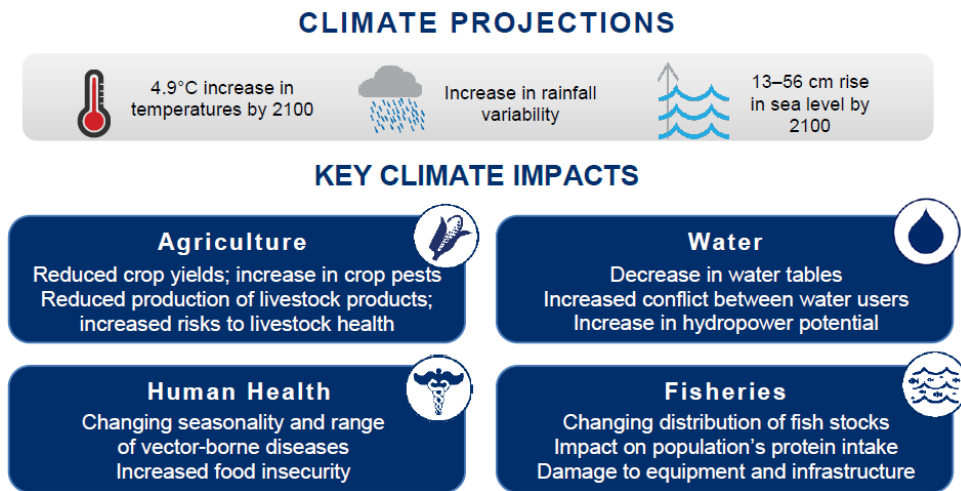 CLIMATE PROJECTIONS
4.9°C increase in
temperatures by 2100
Increase in rainfall
variability
13–56 cm rise
in sea level by
2100
KEY CLIMATE IMPACTS
Agriculture
Reduced crop yields; increase in crop pests
Reduced production of livestock products;
increased risks to livestock health
Water
Decrease in water tables
Increased conflict between water users
Increase in hydropower potential
Human Health
Changing seasonality and range
of vector-borne diseases
Increased food insecurity
Fisheries
Changing distribution of fish stocks
Impact on population's protein intake
Damage to equipment and infrastructure